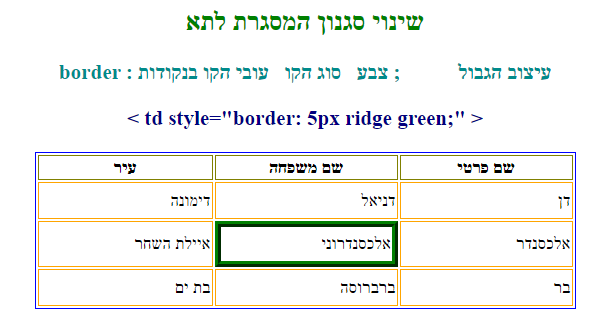 שינוי סגנון המסגרת לתא
עיצוב הגבול ; צבע סוג הקו עובי הקו בנקודות : border
< td style="border: 5px ridge green;" >
שם פרטי שם משפחה עיר
דן דניאל דימונה
אלכסנדר אלכסנדרוני איילת השחר
בר ברברוסה בת ים